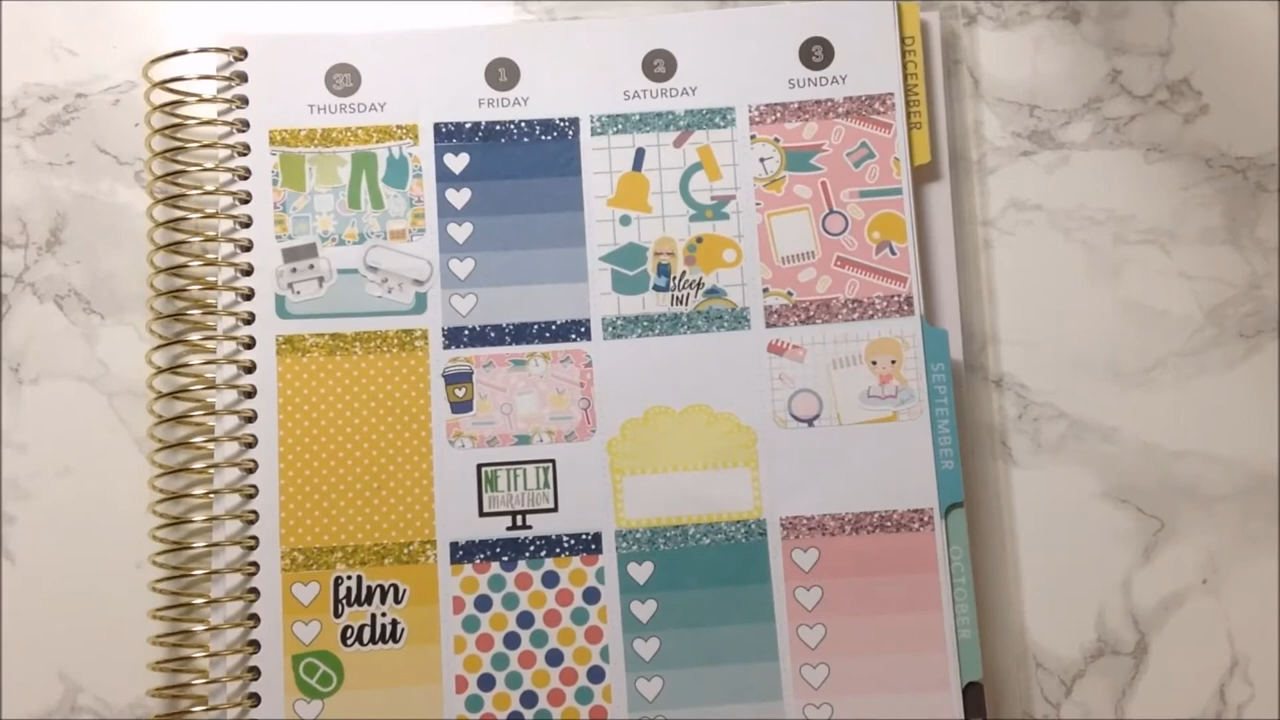 31
1
2
3
THURSDAY
FRIDAY
SATURDAY
SUNDAY
sleep
IN!
NETFLIX
MARATHON
film
edit
DECEMBER
SEPTEMBER
OCTOBER